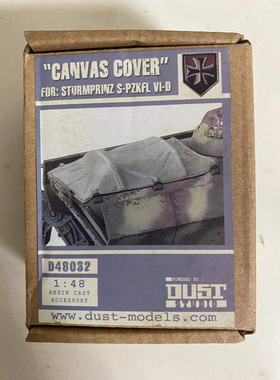 "CANVAS COVER"
FOR: STURMPRINZ S-PZKFL VI-D
D48032
1:48
RESIN CAST
ACCESSORY
POWERED BY :
DUST
STUDIO
www.dust-models.com